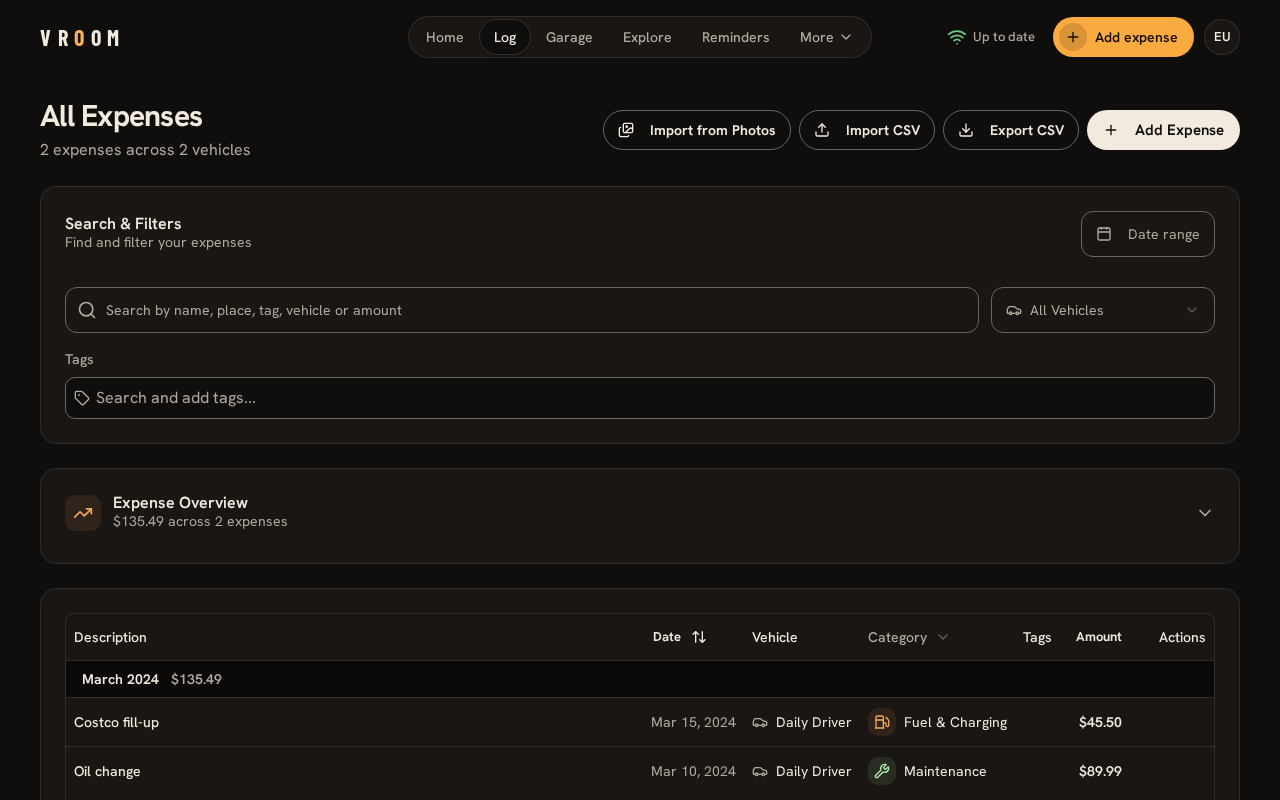 VROOM
Home
Log
Garage
Explore
Reminders
More
Up to date
Add expense
EU
All Expenses
2 expenses across 2 vehicles
Import from Photos
Import CSV
Export CSV
Add Expense
Search & Filters
Find and filter your expenses
Date range
Search by name, place, tag, vehicle or amount
All Vehicles
Tags
Search and add tags...
Expense Overview
$135.49 across 2 expenses
Description Date Vehicle Category Tags Amount Actions
March 2024 $135.49
Costco fill-up Mar 15, 2024 Daily Driver Fuel & Charging $45.50
Oil change Mar 10, 2024 Daily Driver Maintenance $89.99